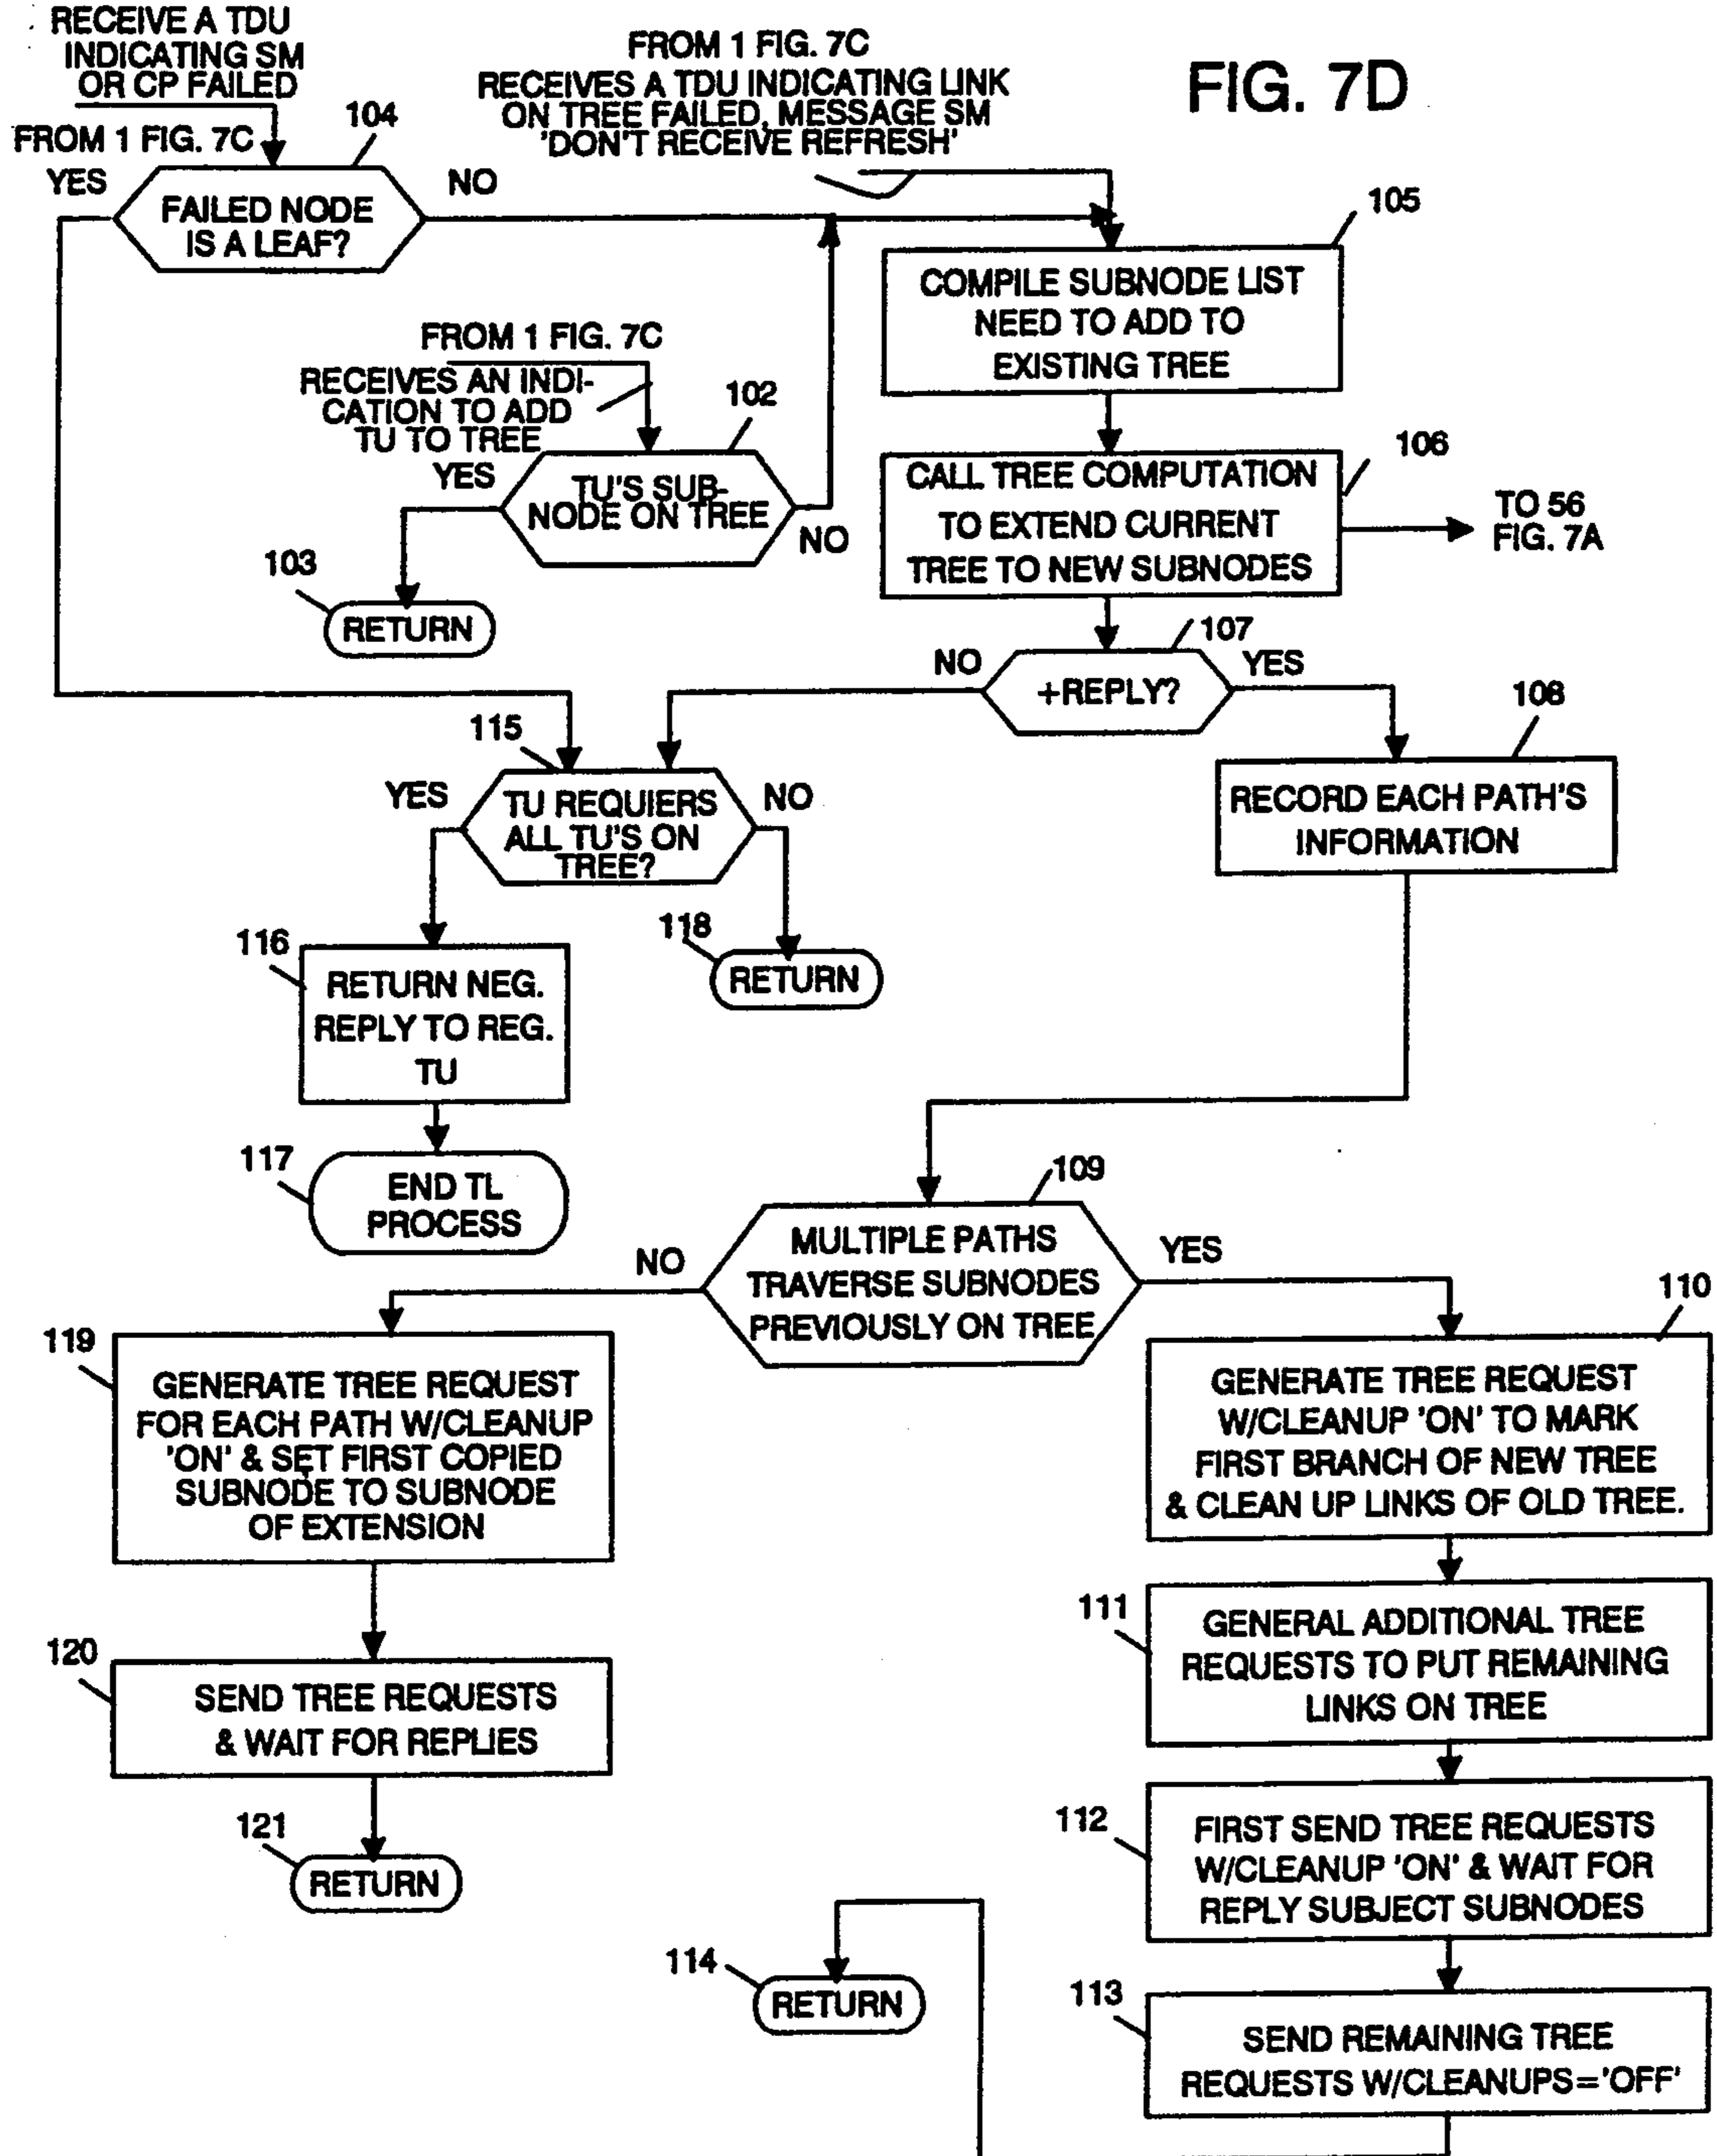 RECEIVE A TDU
INDICATING SM
OR CP FAILED
FROM 1 FIG. 7C
104
FROM 1 FIG. 7C
RECEIVES A TDU INDICATING LINK
ON TREE FAILED, MESSAGE SM
'DON'T RECEIVE REFRESH'
FIG. 7D
YES
NO
FAILED NODE
IS A LEAF?
105
COMPILE SUBNODE LIST
NEED TO ADD TO
EXISTING TREE
FROM 1 FIG. 7C
RECEIVES AN INDI-
CATION TO ADD
TU TO TREE
102
YES
TU'S SUB-
NODE ON TREE
NO
103
RETURN
106
CALL TREE COMPUTATION
TO EXTEND CURRENT
TREE TO NEW SUBNODES
TO 56
FIG. 7A
107
NO
YES
+REPLY?
108
RECORD EACH PATH'S
INFORMATION
115
YES
NO
TU REQUIERS
ALL TU'S ON
TREE?
116
RETURN NEG.
REPLY TO REG.
TU
118
RETURN
117
END TL
PROCESS
109
NO
YES
MULTIPLE PATHS
TRAVERSE SUBNODES
PREVIOUSLY ON TREE
119
GENERATE TREE REQUEST
FOR EACH PATH W/CLEANUP
'ON' & SET FIRST COPIED
SUBNODE TO SUBNODE
OF EXTENSION
110
GENERATE TREE REQUEST
W/CLEANUP 'ON' TO MARK
FIRST BRANCH OF NEW TREE
& CLEAN UP LINKS OF OLD TREE.
120
SEND TREE REQUESTS
& WAIT FOR REPLIES
111
GENERAL ADDITIONAL TREE
REQUESTS TO PUT REMAINING
LINKS ON TREE
121
RETURN
112
FIRST SEND TREE REQUESTS
W/CLEANUP 'ON' & WAIT FOR
REPLY SUBJECT SUBNODES
114
RETURN
113
SEND REMAINING TREE
REQUESTS W/CLEANUPS='OFF'